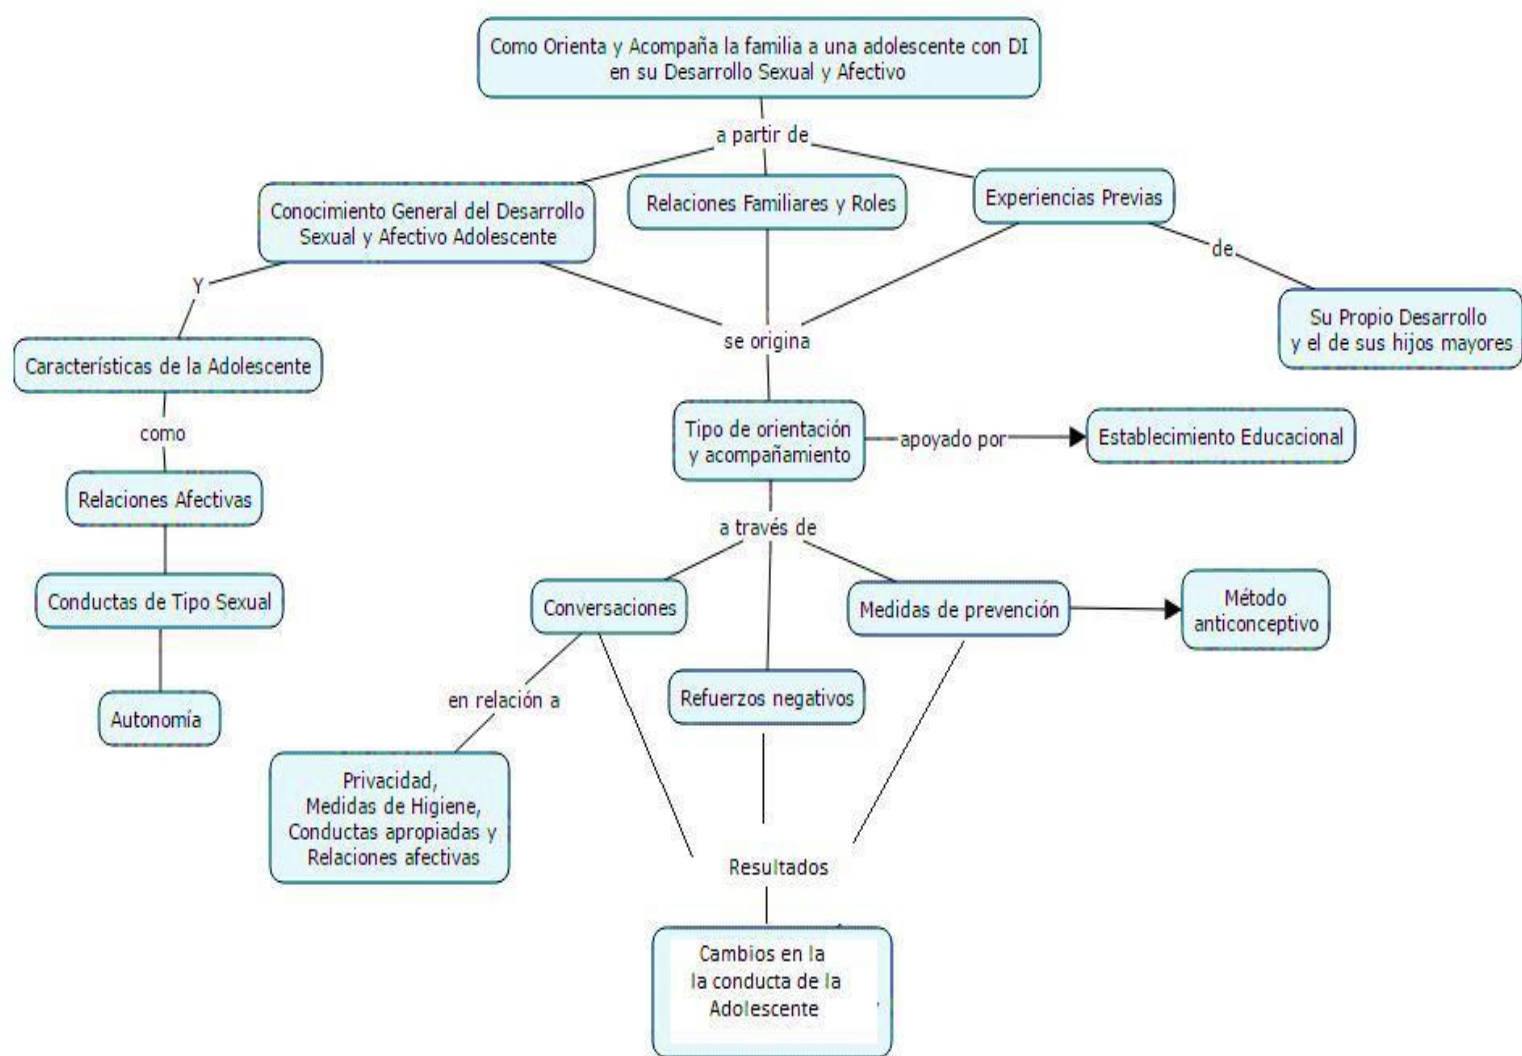 Como Orienta y Acompaña la familia a una adolescente con DI
en su Desarrollo Sexual y Afectivo
a partir de
Conocimiento General del Desarrollo
Sexual y Afectivo Adolescente
Relaciones Familiares y Roles
Experiencias Previas
Y
de
Su Propio Desarrollo
y el de sus hijos mayores
se origina
Características de la Adolescente
como
Tipo de orientación
y acompañamiento
apoyado por
Establecimiento Educacional
Relaciones Afectivas
a través de
Conductas de Tipo Sexual
Conversaciones
Medidas de prevención
Método
anticonceptivo
en relación a
Refuerzos negativos
Autonomía
Privacidad,
Medidas de Higiene,
Conductas apropiadas y
Relaciones afectivas
Resultados
Cambios en la
la conducta de la
Adolescente